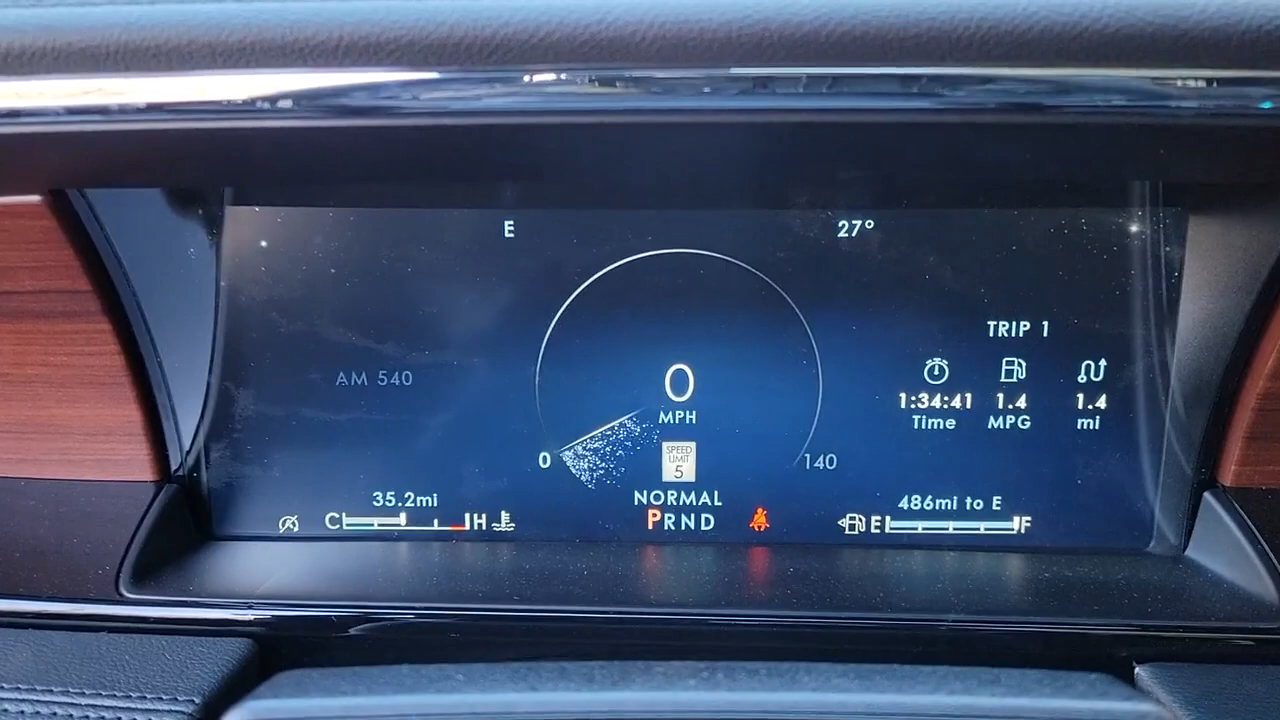 E 27°
TRIP 1
AM 540
0
MPH
1:34:41 1.4 1.4
Time MPG mi
0 140
SPEED
LIMIT
5
NORMAL
35.2mi
486mi to E
C H
PRND
E F